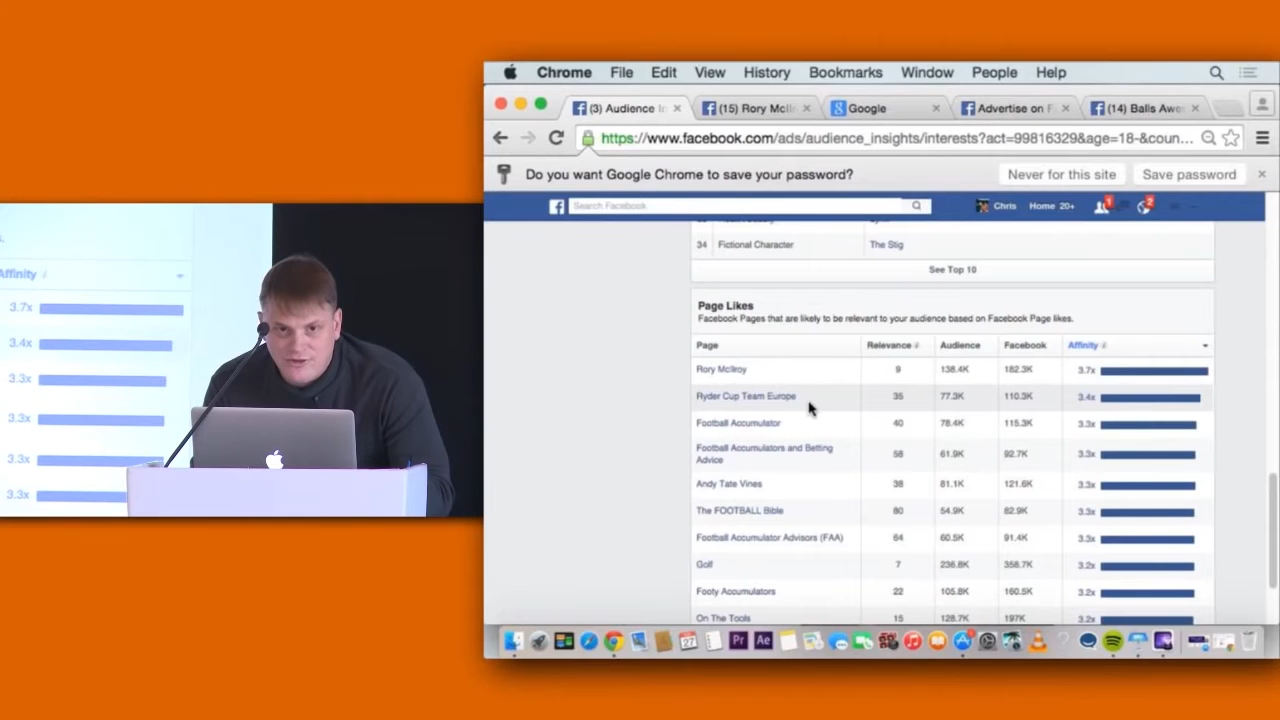 Affinity i
3.7x
3.4x
3.3x
3.3x
3.3x
3.3x
Chrome File Edit View History Bookmarks Window People Help
(3) Audience In
(15) Rory McIl
Google
Advertise on F
(14) Balls Awe
https://www.facebook.com/ads/audience_insights/interests?act=99816329&age=18-&coun...
Do you want Google Chrome to save your password? Never for this site Save password
Search Facebook Chris Home 20+ 1 2
34 Fictional Character The Stig
See Top 10
Page Likes
Facebook Pages that are likely to be relevant to your audience based on Facebook Page likes.
Page Relevance i Audience Facebook Affinity i
Rory McIlroy 9 138.4K 182.3K 3.7x
Ryder Cup Team Europe 35 77.3K 110.3K 3.4x
Football Accumulator 40 78.4K 115.3K 3.3x
Football Accumulators and Betting
Advice 58 61.9K 92.7K 3.3x
Andy Tate Vines 38 81.1K 121.6K 3.3x
The FOOTBALL Bible 80 54.9K 82.9K 3.3x
Football Accumulator Advisors (FAA) 64 60.5K 91.4K 3.3x
Golf 7 236.8K 358.7K 3.2x
Footy Accumulators 22 105.8K 160.5K 3.2x
On The Tools 15 128.7K 197K 3.2x
27 Pr Ae